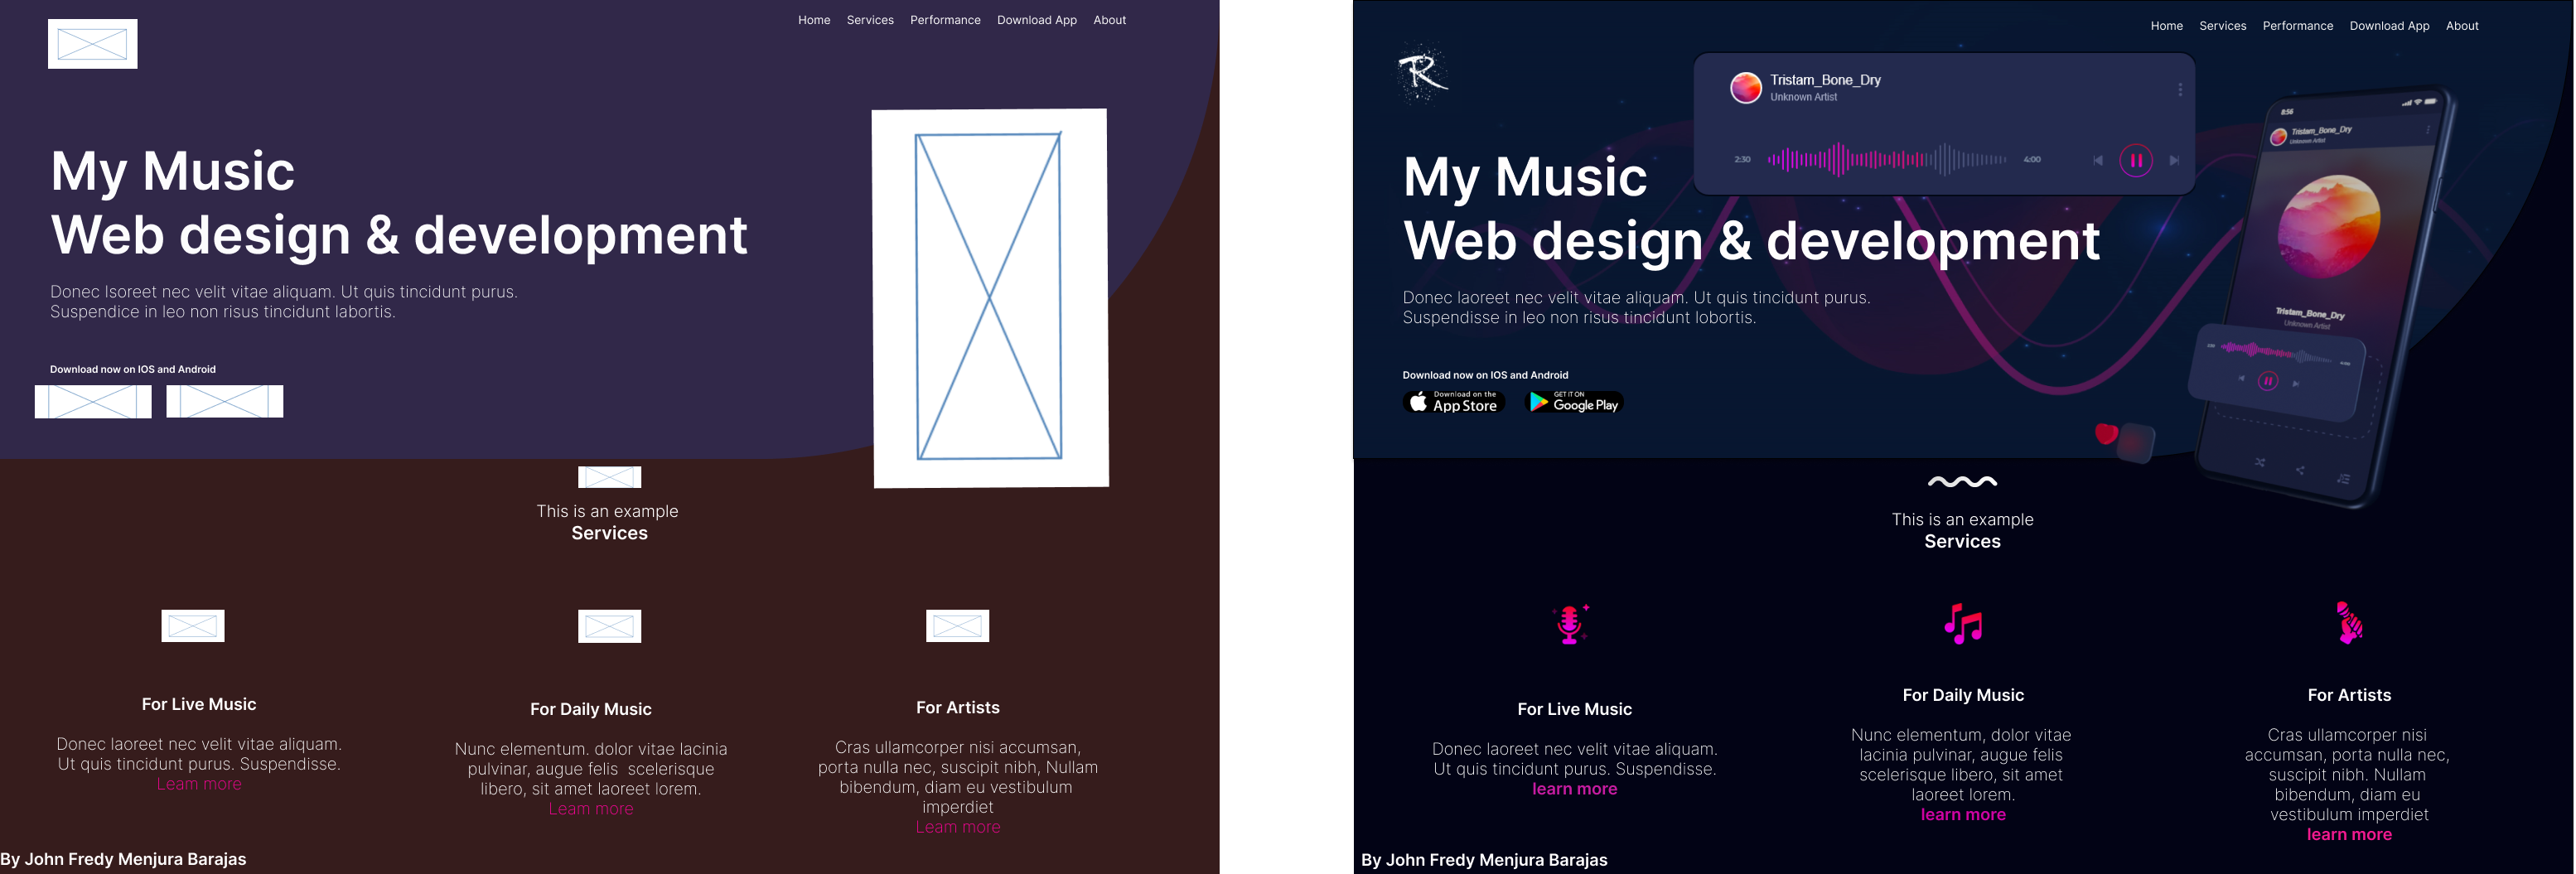 Home Services Performance Download App About
My Music
Web design & development
Donec lsoreet nec velit vitae aliquam. Ut quis tincidunt purus.
Suspendice in leo non risus tincidunt labortis.
Download now on IOS and Android
This is an example
Services
For Live Music
Donec laoreet nec velit vitae aliquam.
Ut quis tincidunt purus. Suspendisse.
Leam more
For Daily Music
Nunc elementum. dolor vitae lacinia
pulvinar, augue felis scelerisque
libero, sit amet laoreet lorem.
Leam more
For Artists
Cras ullamcorper nisi accumsan,
porta nulla nec, suscipit nibh, Nullam
bibendum, diam eu vestibulum
imperdiet
Leam more
By John Fredy Menjura Barajas
Home Services Performance Download App About
R
Tristam_Bone_Dry
Unknown Artist
2:30 4:00
My Music
Web design & development
Donec laoreet nec velit vitae aliquam. Ut quis tincidunt purus.
Suspendisse in leo non risus tincidunt lobortis.
Download now on IOS and Android
Download on the
App Store
GET IT ON
Google Play
8:56
Tristam_Bone_Dry
Unknown Artist
Tristam_Bone_Dry
Unknown Artist
This is an example
Services
For Live Music
Donec laoreet nec velit vitae aliquam.
Ut quis tincidunt purus. Suspendisse.
learn more
For Daily Music
Nunc elementum, dolor vitae
lacinia pulvinar, augue felis
scelerisque libero, sit amet
laoreet lorem.
learn more
For Artists
Cras ullamcorper nisi
accumsan, porta nulla nec,
suscipit nibh. Nullam
bibendum, diam eu
vestibulum imperdiet
learn more
By John Fredy Menjura Barajas